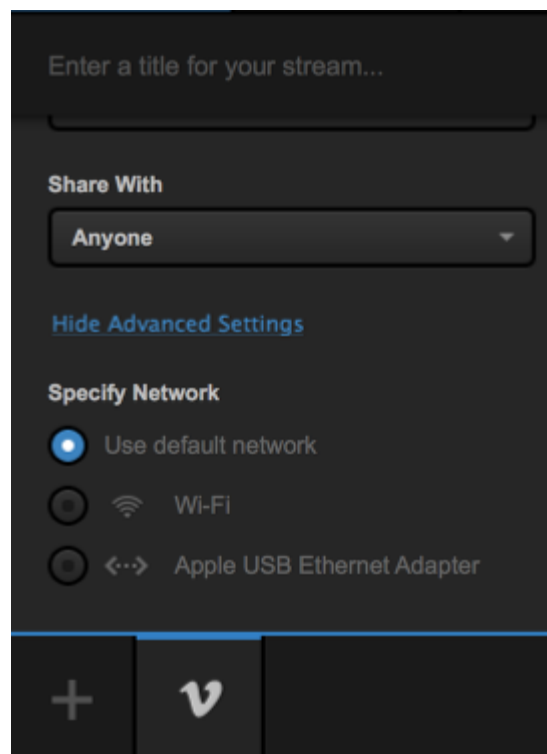 Enter a title for your stream...
Share With
Anyone
Hide Advanced Settings
Specify Network
Use default network
Wi-Fi
Apple USB Ethernet Adapter